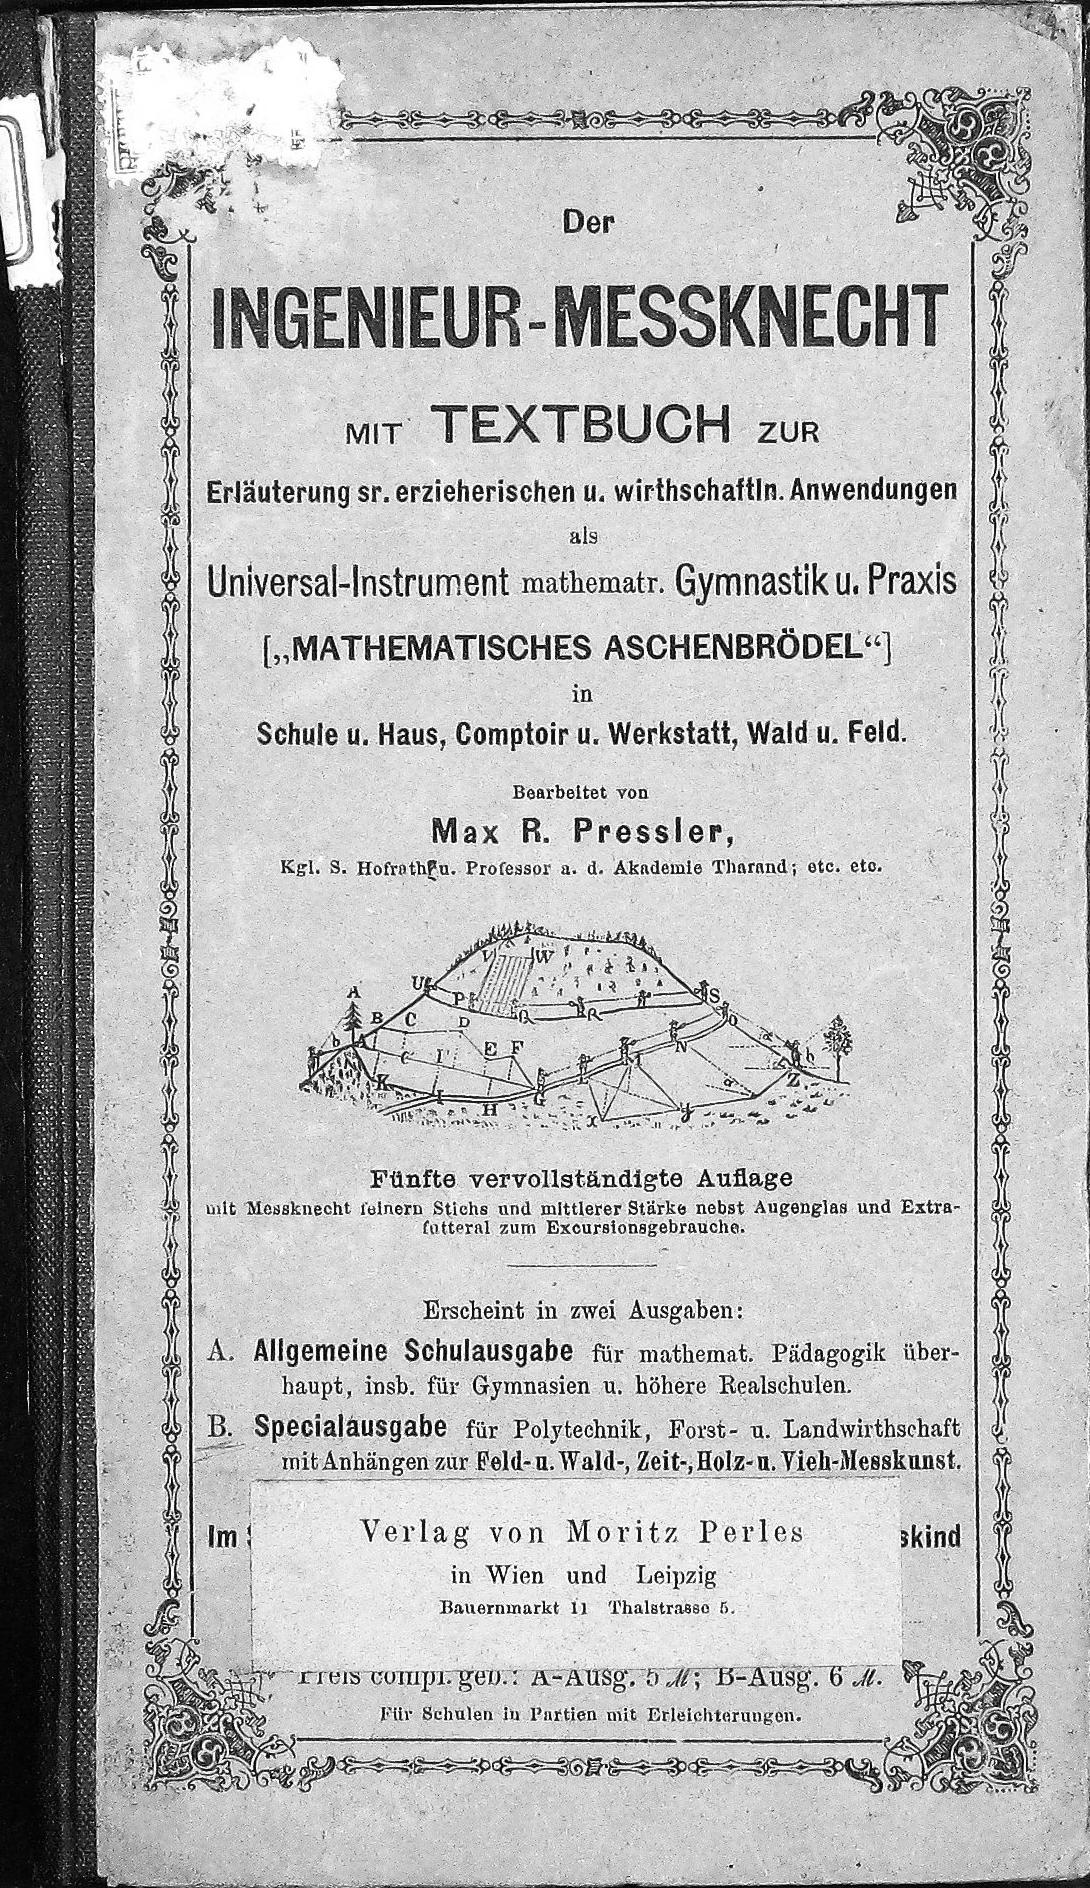 Der
INGENIEUR-MESSKNECHT
MIT TEXTBUCH ZUR
Erläuterung sr. erzieherischen u. wirthschaftln. Anwendungen
als
Universal-Instrument mathematr. Gymnastik u. Praxis
[„MATHEMATISCHES ASCHENBRÖDEL“]
in
Schule u. Haus, Comptoir u. Werkstatt, Wald u. Feld.
Bearbeitet von
Max R. Pressler,
Kgl. S. Hofrath u. Professor a. d. Akademie Tharand; etc. etc.
V W
U P Q R S O
A B C D
b A C E F M N d b
K I H G L x y a Z
Fünfte vervollständigte Auflage
mit Messknecht feinern Stichs und mittlerer Stärke nebst Augenglas und Extra-
futteral zum Excursionsgebrauche.
Erscheint in zwei Ausgaben:
A. Allgemeine Schulausgabe für mathemat. Pädagogik über-
haupt, insb. für Gymnasien u. höhere Realschulen.
B. Specialausgabe für Polytechnik, Forst- u. Landwirthschaft
mit Anhängen zur Feld- u. Wald-, Zeit-, Holz- u. Vieh-Messkunst.
Im skind
Verlag von Moritz Perles
in Wien und Leipzig
Bauernmarkt 11 Thalstrasse 5.
Preis compl. geb.: A-Ausg. 5 M; B-Ausg. 6 M.
Für Schulen in Partien mit Erleichterungen.